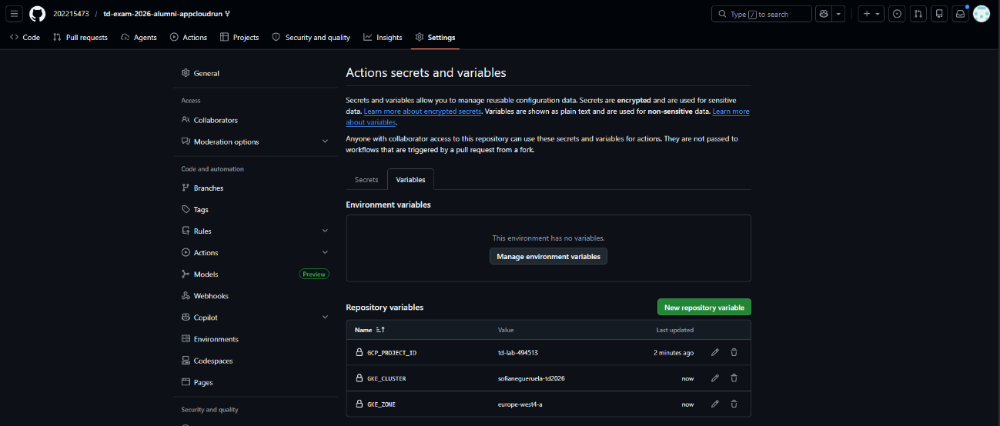 202215473 / td-exam-2026-alumni-appcloudrun
Type / to search
Code Pull requests Agents Actions Projects Security and quality Insights Settings
General
Access
Collaborators
Moderation options
Code and automation
Branches
Tags
Rules
Actions
Models Preview
Webhooks
Copilot
Environments
Codespaces
Pages
Security and quality
Actions secrets and variables
Secrets and variables allow you to manage reusable configuration data. Secrets are encrypted and are used for sensitive
data. Learn more about encrypted secrets. Variables are shown as plain text and are used for non-sensitive data. Learn more
about variables.
Anyone with collaborator access to this repository can use these secrets and variables for actions. They are not passed to
workflows that are triggered by a pull request from a fork.
Secrets Variables
Environment variables
This environment has no variables.
Manage environment variables
Repository variables New repository variable
Name Value Last updated
GCP_PROJECT_ID td-lab-494513 2 minutes ago
GKE_CLUSTER sofianegueruela-td2026 now
GKE_ZONE europe-west4-a now